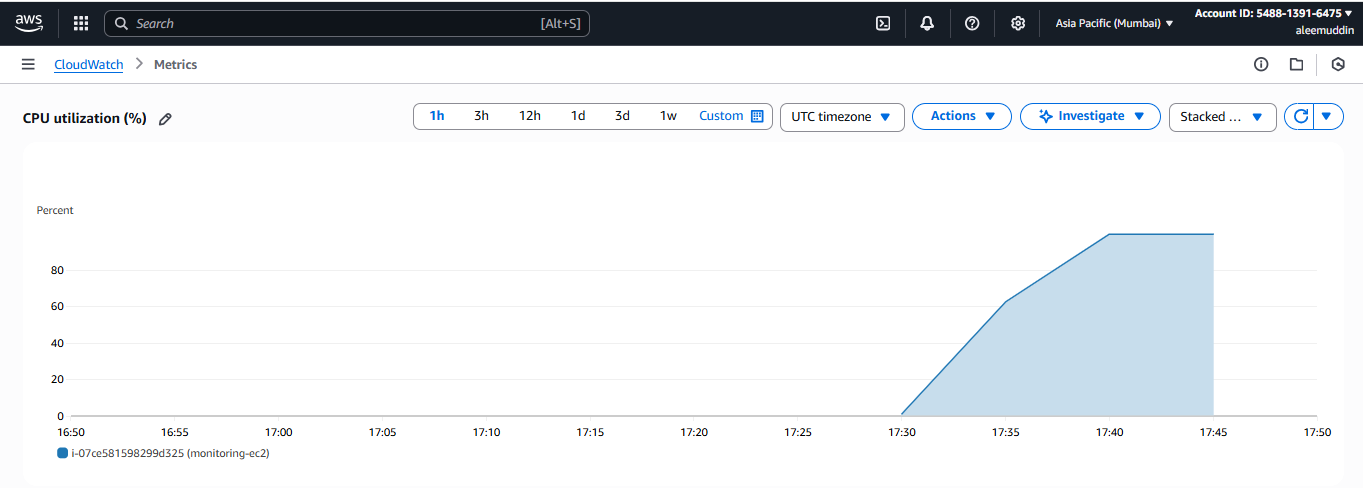 aws
Search [Alt+S]
Asia Pacific (Mumbai)
Account ID: 5488-1391-6475
aleemuddin
CloudWatch > Metrics
CPU utilization (%)
1h 3h 12h 1d 3d 1w Custom
UTC timezone
Actions
Investigate
Stacked ...
Percent
80
60
40
20
0
16:50 16:55 17:00 17:05 17:10 17:15 17:20 17:25 17:30 17:35 17:40 17:45 17:50
i-07ce581598299d325 (monitoring-ec2)